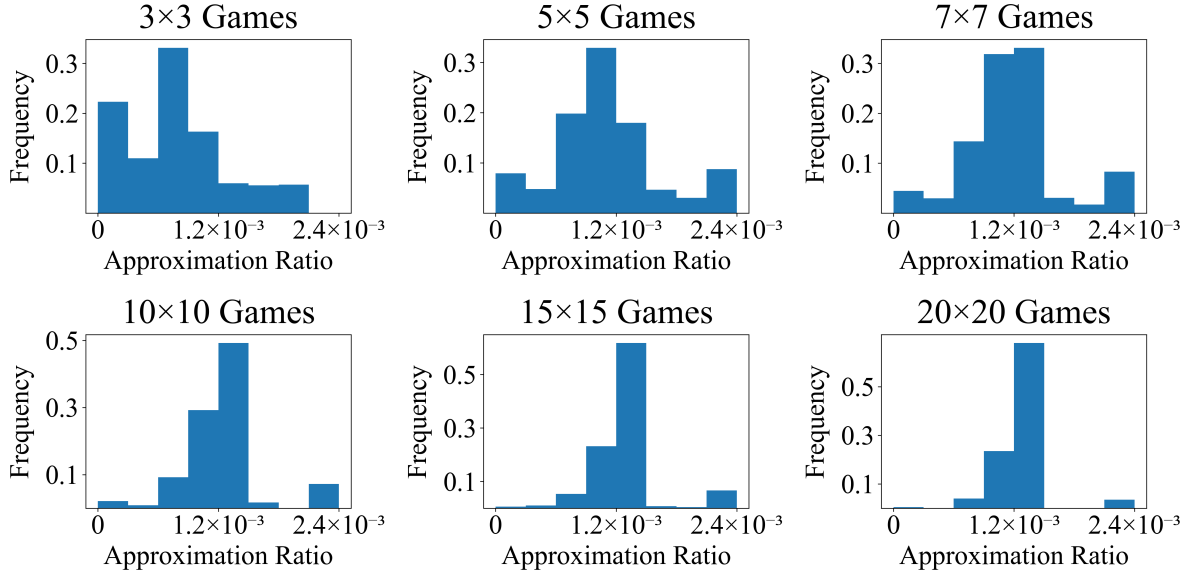 3×3 Games
5×5 Games
7×7 Games
Frequency
0.3
0.2
0.1
0
1.2×10⁻³
2.4×10⁻³
Approximation Ratio
Frequency
0.3
0.2
0.1
0
1.2×10⁻³
2.4×10⁻³
Approximation Ratio
Frequency
0.3
0.2
0.1
0
1.2×10⁻³
2.4×10⁻³
Approximation Ratio
10×10 Games
15×15 Games
20×20 Games
Frequency
0.5
0.3
0.1
0
1.2×10⁻³
2.4×10⁻³
Approximation Ratio
Frequency
0.5
0.3
0.1
0
1.2×10⁻³
2.4×10⁻³
Approximation Ratio
Frequency
0.5
0.3
0.1
0
1.2×10⁻³
2.4×10⁻³
Approximation Ratio